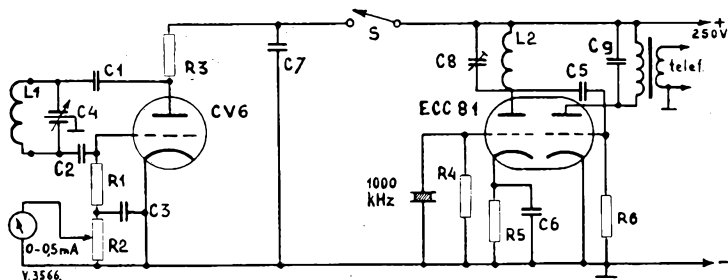 S
+
250V
R3
C7
C8
L2
C9
C5
telef.
C1
L1
C4
CV6
ECC 81
C2
R1
C3
R4
1000
kHz
R5
C6
R6
R2
0-0,5mA
V.3566.
-